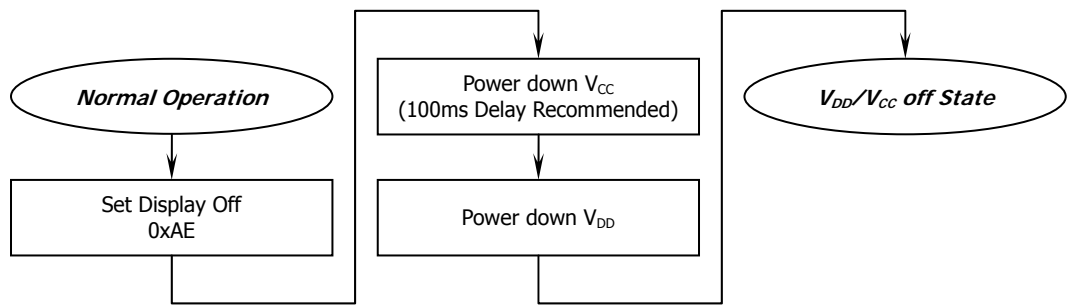 Normal Operation
Set Display Off
0xAE
Power down VCC
(100ms Delay Recommended)
Power down VDD
VDD/VCC off State